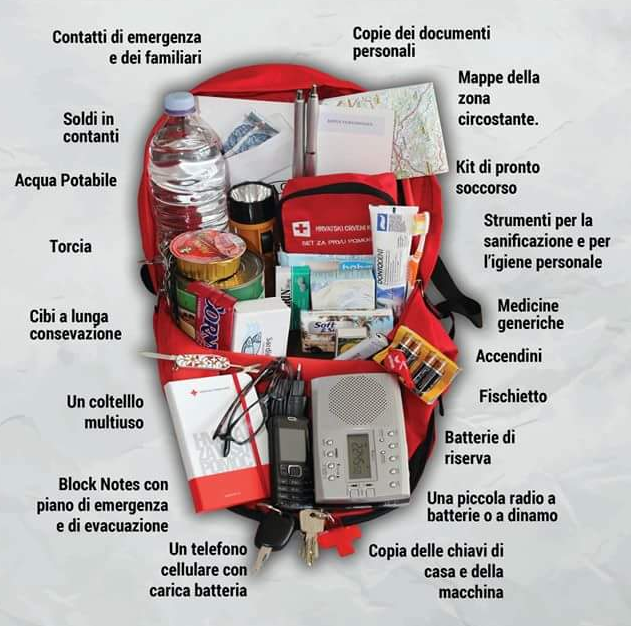 Contatti di emergenza
e dei familiari
Copie dei documenti
personali
Mappe della
zona
circostante.
Soldi in
contanti
Acqua Potabile
Kit di pronto
soccorso
Torcia
Strumenti per la
sanificazione e per
l'igiene personale
Cibi a lunga
consevazione
Medicine
generiche
Accendini
Fischietto
Un coltelllo
multiuso
Batterie di
riserva
Block Notes con
piano di emergenza
e di evacuazione
Una piccola radio a
batterie o a dinamo
Un telefono
cellulare con
carica batteria
Copia delle chiavi di
casa e della
macchina
HRVATSKI CRVENI K
SET ZA PRVU POMOĆ